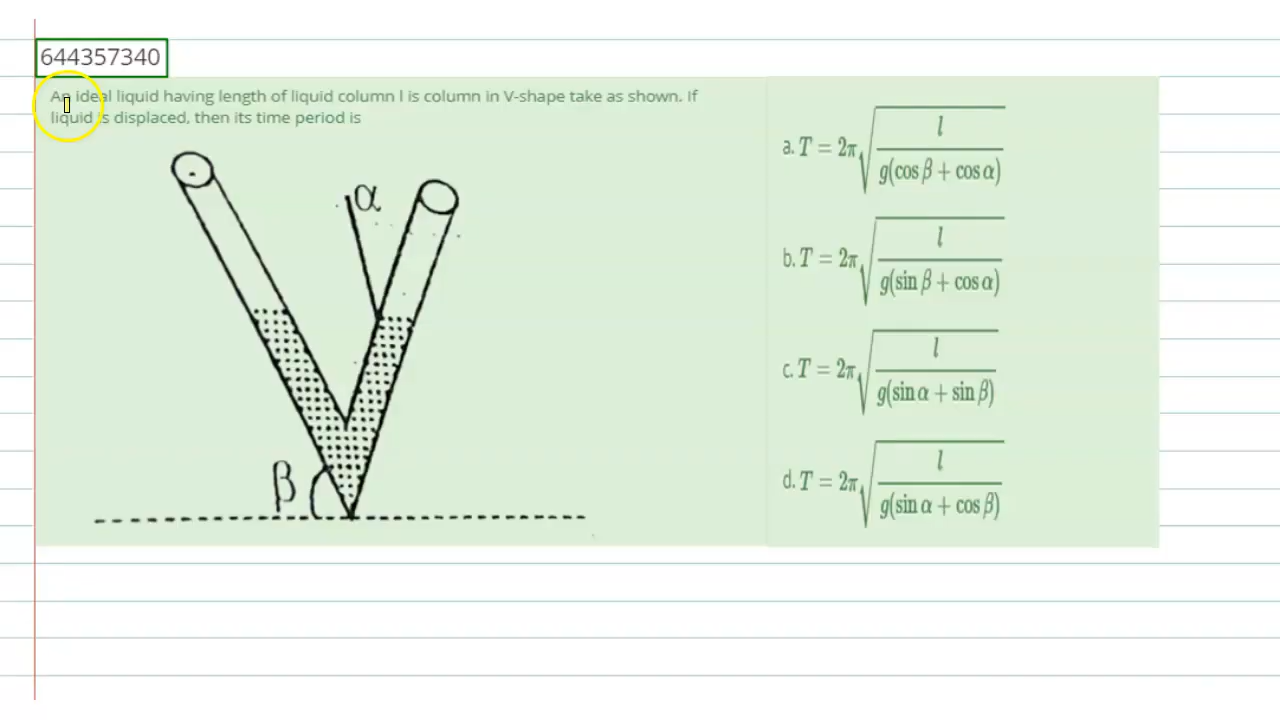 644357340
An ideal liquid having length of liquid column l is column in V-shape take as shown. If
liquid is displaced, then its time period is
α
β
a. T = 2π√(l / g(cos β + cos α))
b. T = 2π√(l / g(sin β + cos α))
c. T = 2π√(l / g(sin α + sin β))
d. T = 2π√(l / g(sin α + cos β))